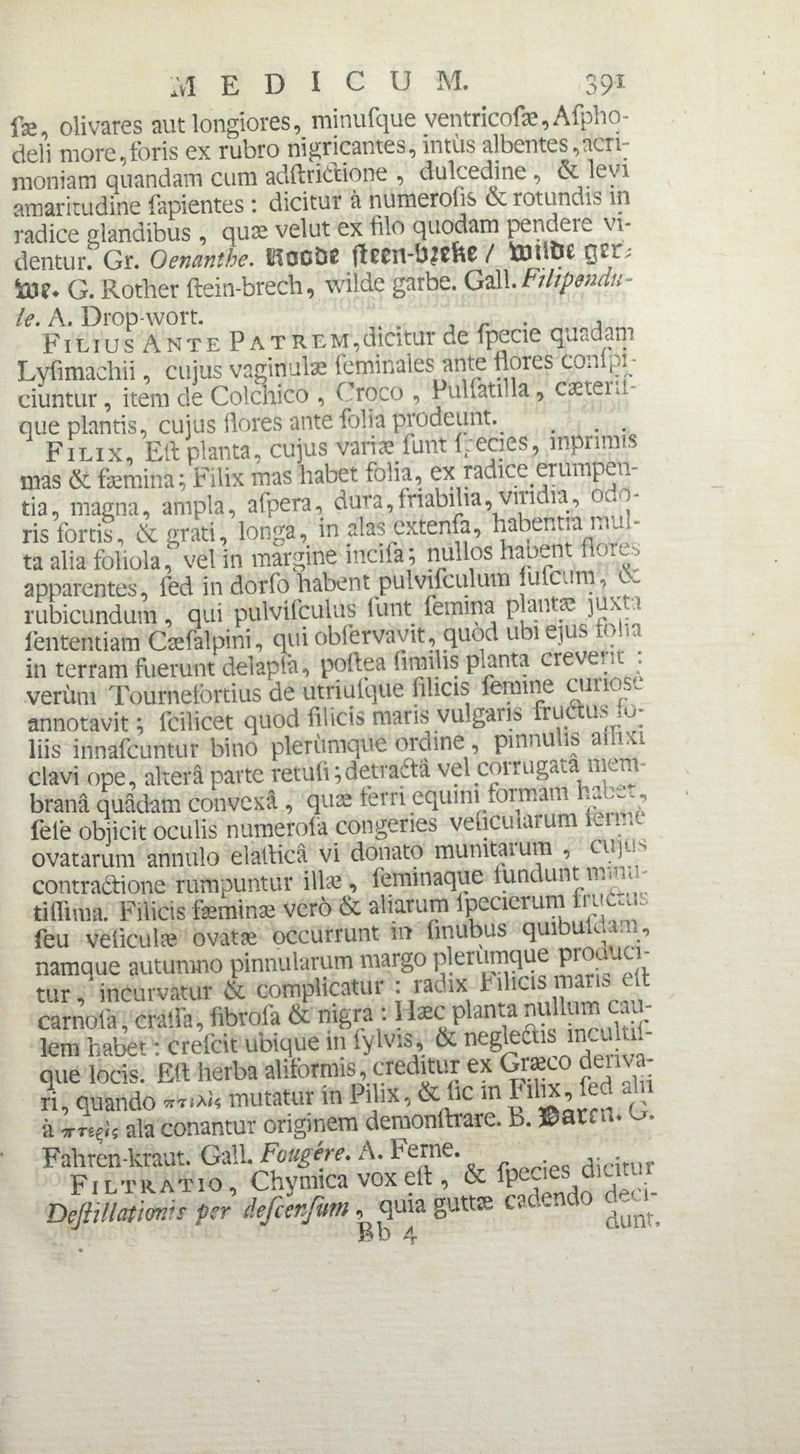 MEDICUM. 391
ſæ, olivares aut longiores, minuſque ventricoſæ, Aſpho-
deli more, foris ex rubro nigricantes, intùs albentes, acri-
moniam quandam cum adſtrictione, dulcedine, & levi
amaritudine ſapientes: dicitur à numeroſis & rotundis in
radice glandibus, quæ velut ex filo quodam pendere vi-
dentur. Gr. Oenanthe. Roode ſteen-bzeke / wilde ger-
we. G. Rother ſtein-brech, wilde garbe. Gall. Filipendu-
le. A. Drop-wort.
FILIUS ANTE PATREM, dicitur de ſpecie quadam
Lyſimachii, cujus vaginulæ ſeminales ante flores conſpi-
ciuntur, item de Colchico, Croco, Pulſatilla, cæteriſ-
que plantis, cujus flores ante folia prodeunt.
FILIX, Eſt planta, cujus variæ ſunt ſpecies, inprimis
mas & fæmina; Filix mas habet folia, ex radice erumpen-
tia, magna, ampla, aſpera, dura, friabilia, viridia, odo-
ris fortis, & grati, longa, in alas extenſa, habentia mul-
ta alia foliola, vel in margine inciſa; nullos habent flores
apparentes, ſed in dorſo habent pulviſculum fuſcum, &
rubicundum, qui pulviſculus ſunt ſemina plantæ juxta
ſententiam Cæſalpini, qui obſervavit, quòd ubi ejus folia
in terram fuerunt delapſa, poſtea ſimilis planta creverit:
verùm Tournefortius de utriuſque filicis ſemine curioſe
annotavit; ſcilicet quod filicis maris vulgaris fructus fo-
liis innaſcuntur bino plerùmque ordine, pinnulis affixi
clavi ope, alterâ parte retuſi; detractâ vel corrugatâ mem-
branâ quâdam convexâ, quæ ferri equini formam habet,
ſeſe objicit oculis numeroſa congeries veſicularum fermè
ovatarum annulo elaſticâ vi donato munitarum, cujus
contractione rumpuntur illæ, ſeminaque fundunt minu-
tiſſima. Filicis fæminæ verò & aliarum ſpecierum fructus
ſeu veſiculæ ovatæ occurrunt in ſinubus quibuſdam,
namque autumno pinnularum margo plerùmque produci-
tur, incurvatur & complicatur: radix Filicis maris eſt
carnoſa, craſſa, fibroſa & nigra: Hæc planta nullum cau-
lem habet: creſcit ubique in ſylvis, & neglectis incultiſ-
que locis. Eſt herba aliformis, creditur ex Græco deriva-
ri, quando πτιλὶς mutatur in Pilix, & ſic in Filix, ſed alii
à πτερὶς ala conantur originem demonſtrare. B. Varen. G.
Fahren-kraut. Gall. Fougére. A. Ferne.
FILTRATIO, Chymica vox eſt, & ſpecies dicitur
Deſtillationis per deſcenſum, quia guttæ cadendo deci-
Bb 4 dunt.